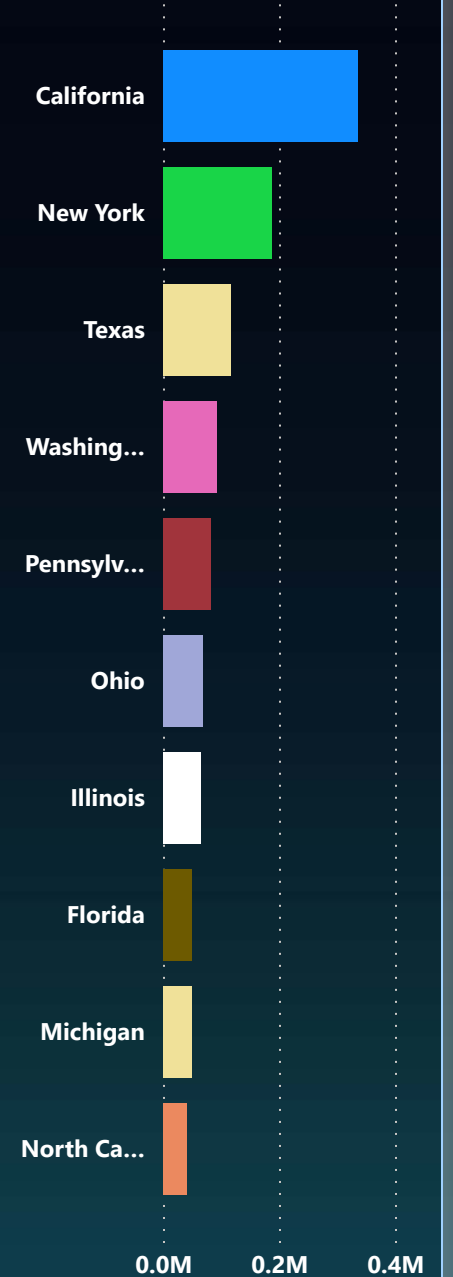 California
New York
Texas
Washing...
Pennsylv...
Ohio
Illinois
Florida
Michigan
North Ca...
0.0M 0.2M 0.4M